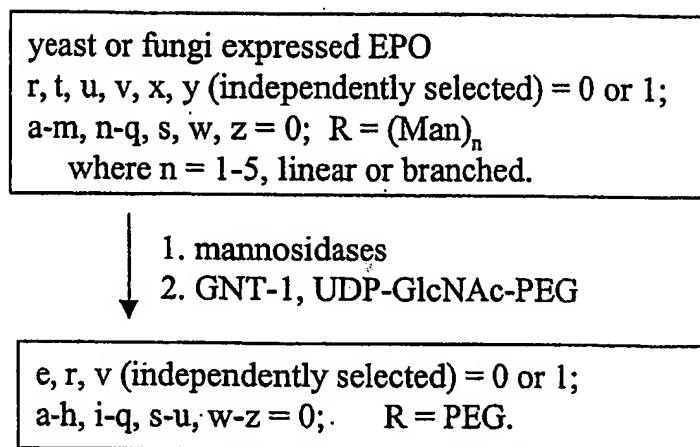 yeast or fungi expressed EPO
r, t, u, v, x, y (independently selected) = 0 or 1;
a-m, n-q, s, w, z = 0; R = (Man)n
where n = 1-5, linear or branched.
1. mannosidases
2. GNT-1, UDP-GlcNAc-PEG
e, r, v (independently selected) = 0 or 1;
a-h, i-q, s-u, w-z = 0; R = PEG.